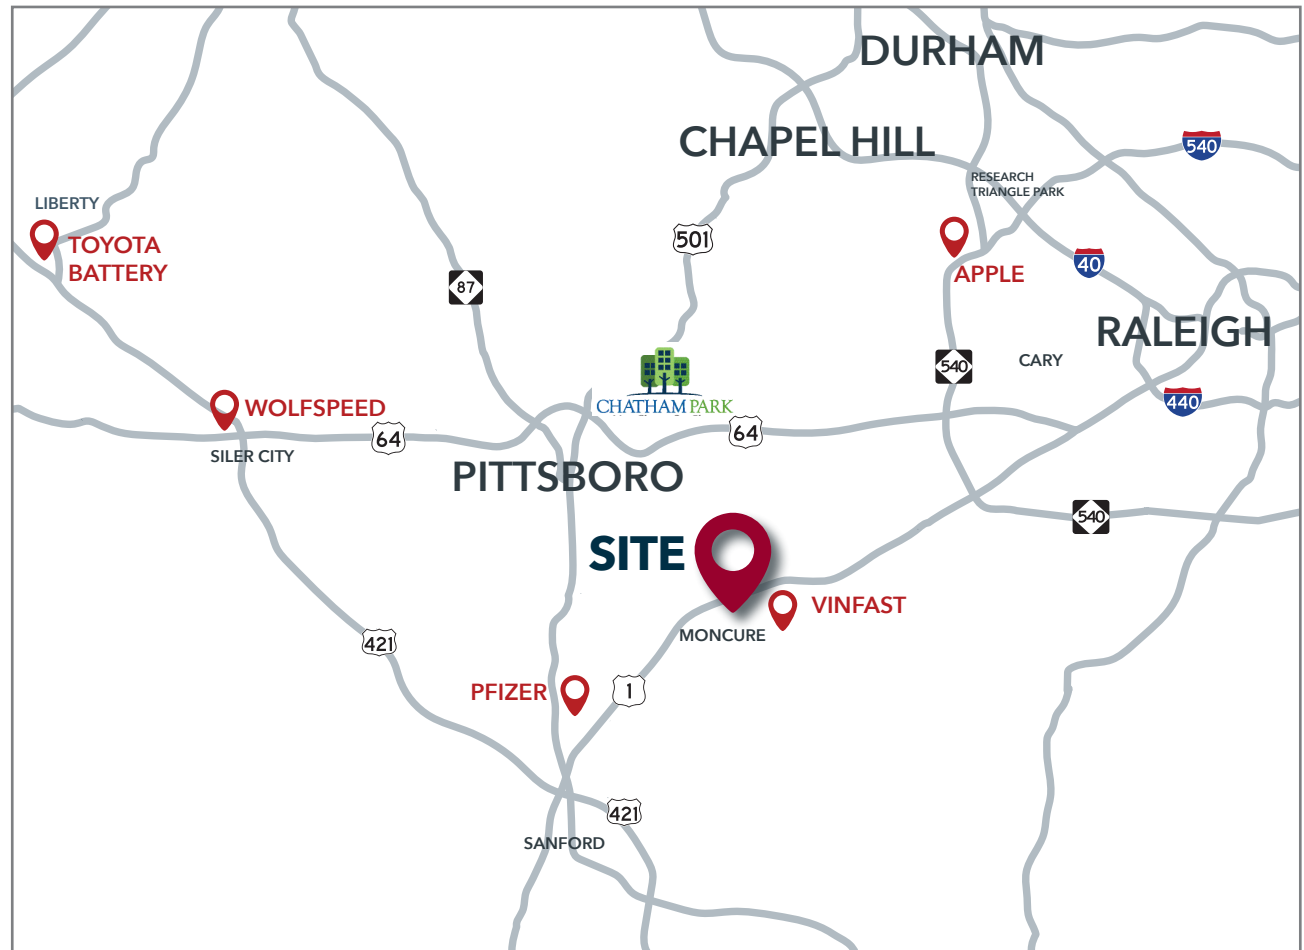 DURHAM
CHAPEL HILL
540
RESEARCH
TRIANGLE PARK
LIBERTY
TOYOTA
BATTERY
501
40
APPLE
87
RALEIGH
540
CARY
CHATHAM PARK
440
WOLFSPEED
64
64
SILER CITY
PITTSBORO
540
SITE
VINFAST
MONCURE
421
PFIZER
1
421
SANFORD